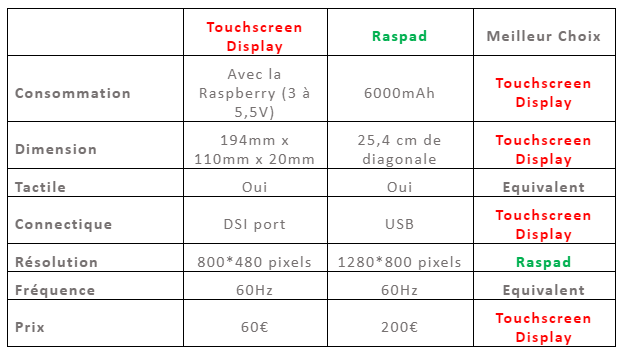 Touchscreen Display Raspad Meilleur Choix
Consommation Avec la Raspberry (3 à 5,5V) 6000mAh Touchscreen Display
Dimension 194mm x 110mm x 20mm 25,4 cm de diagonale Touchscreen Display
Tactile Oui Oui Equivalent
Connectique DSI port USB Touchscreen Display
Résolution 800*480 pixels 1280*800 pixels Raspad
Fréquence 60Hz 60Hz Equivalent
Prix 60€ 200€ Touchscreen Display